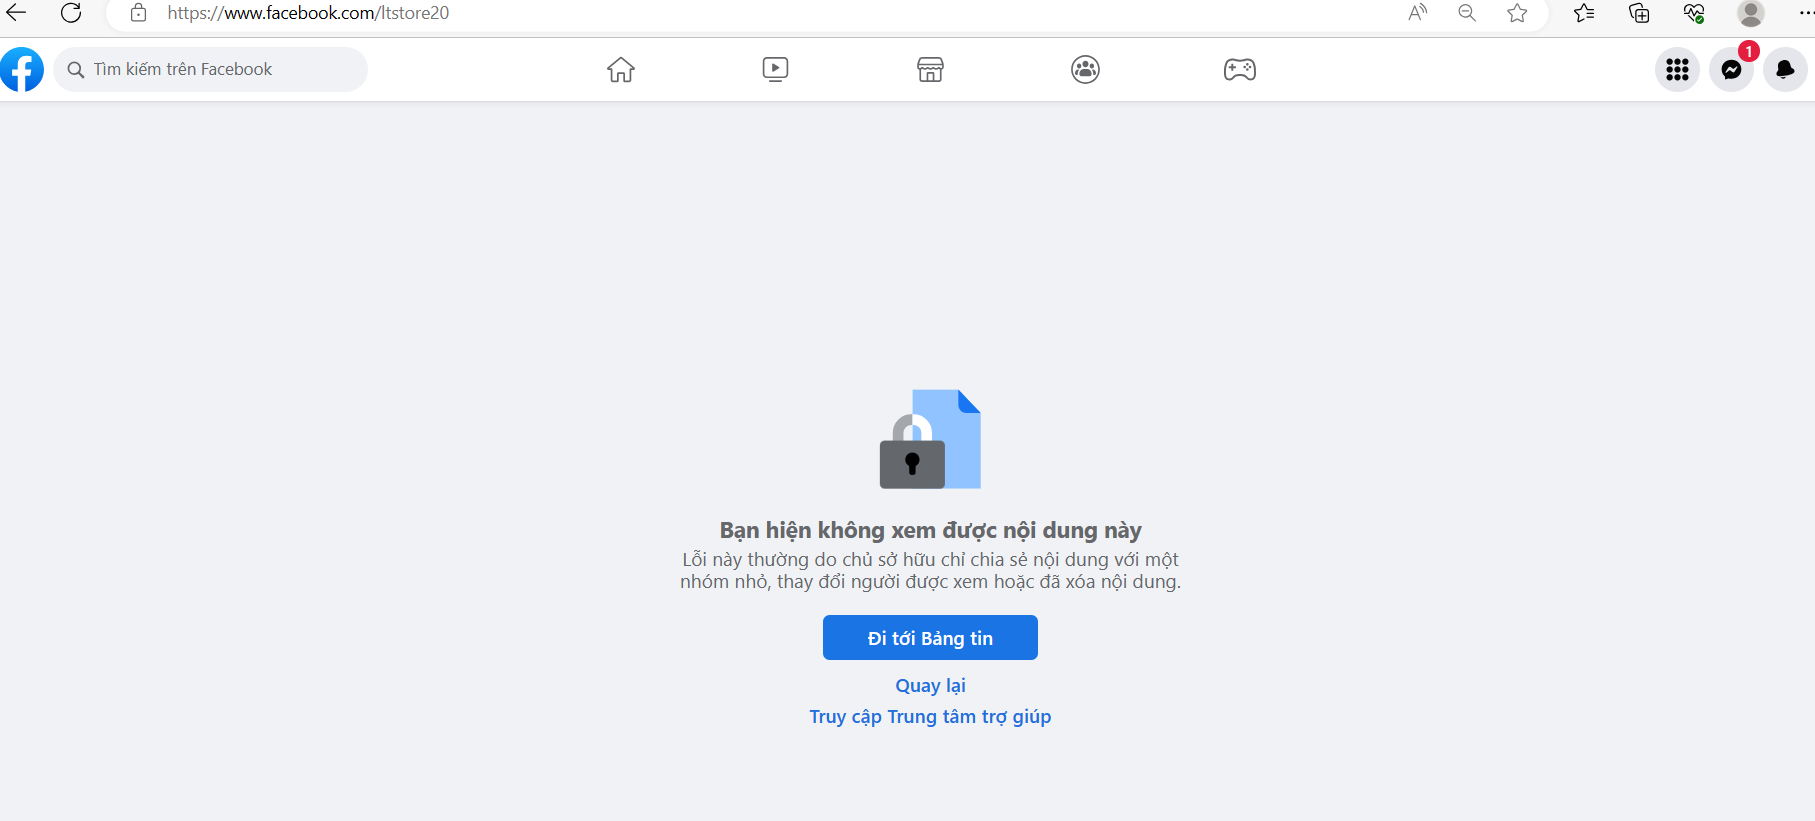 https://www.facebook.com/ltstore20
Tìm kiếm trên Facebook
1
Bạn hiện không xem được nội dung này
Lỗi này thường do chủ sở hữu chỉ chia sẻ nội dung với một
nhóm nhỏ, thay đổi người được xem hoặc đã xóa nội dung.
Đi tới Bảng tin
Quay lại
Truy cập Trung tâm trợ giúp